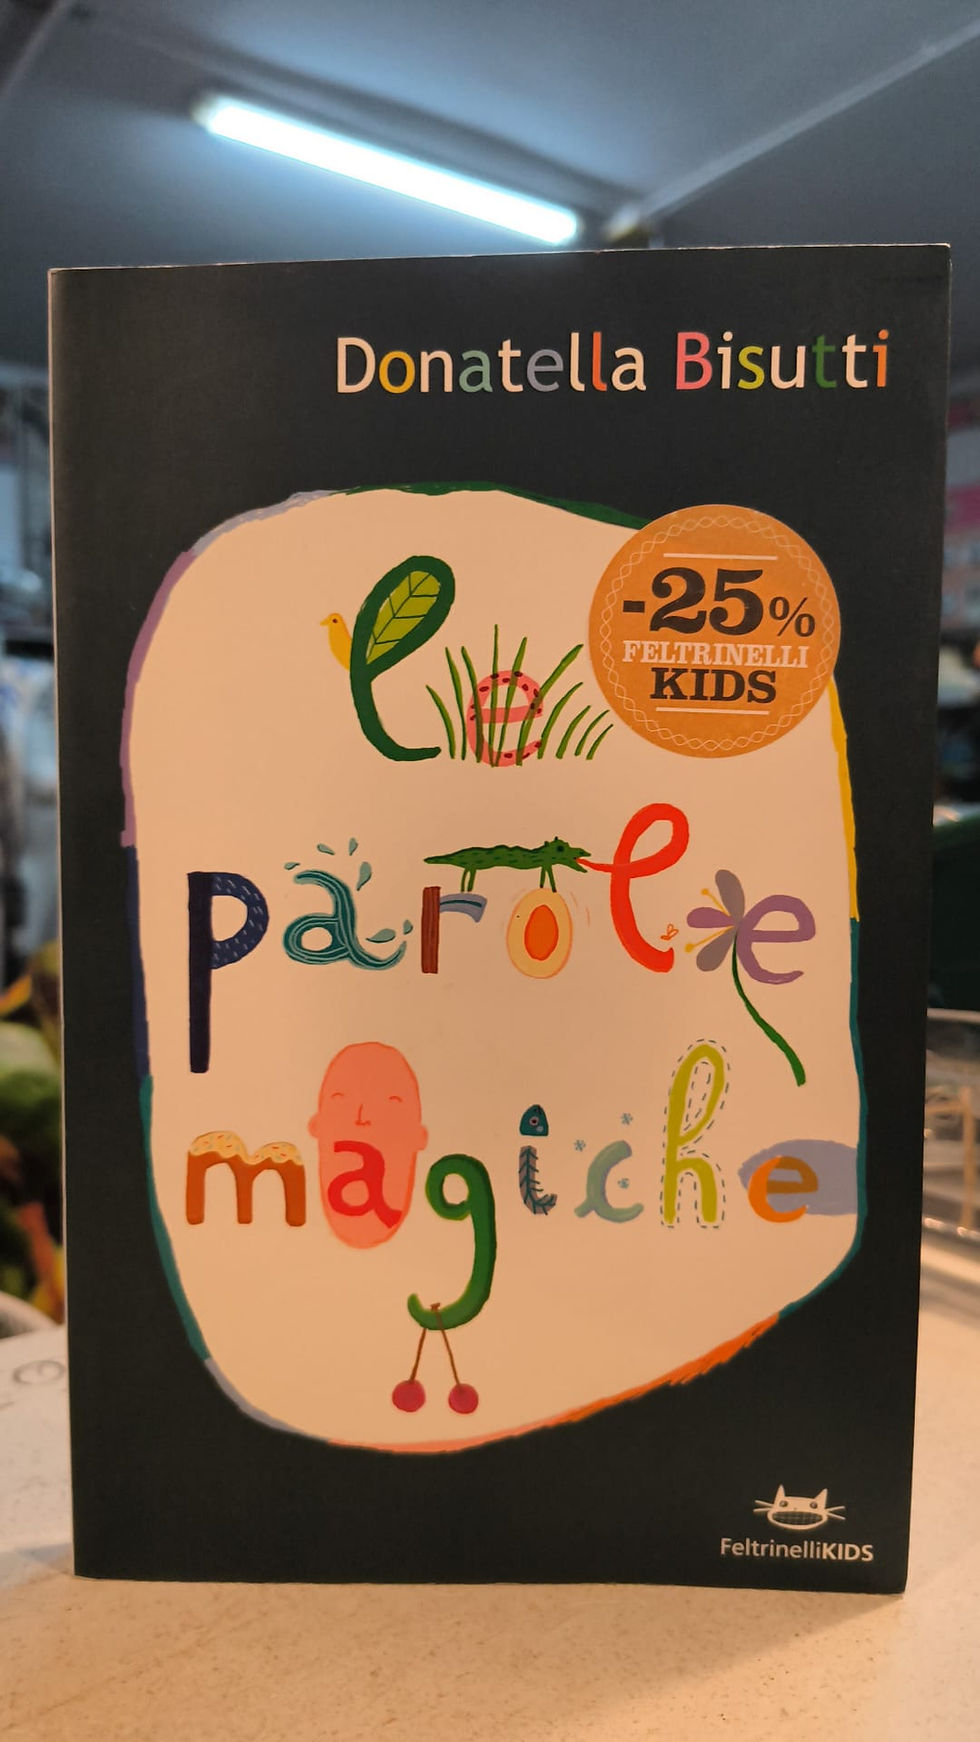 Donatella Bisutti
le
-25%
FELTRINELLI
KIDS
parole
magiche
FeltrinelliKIDS